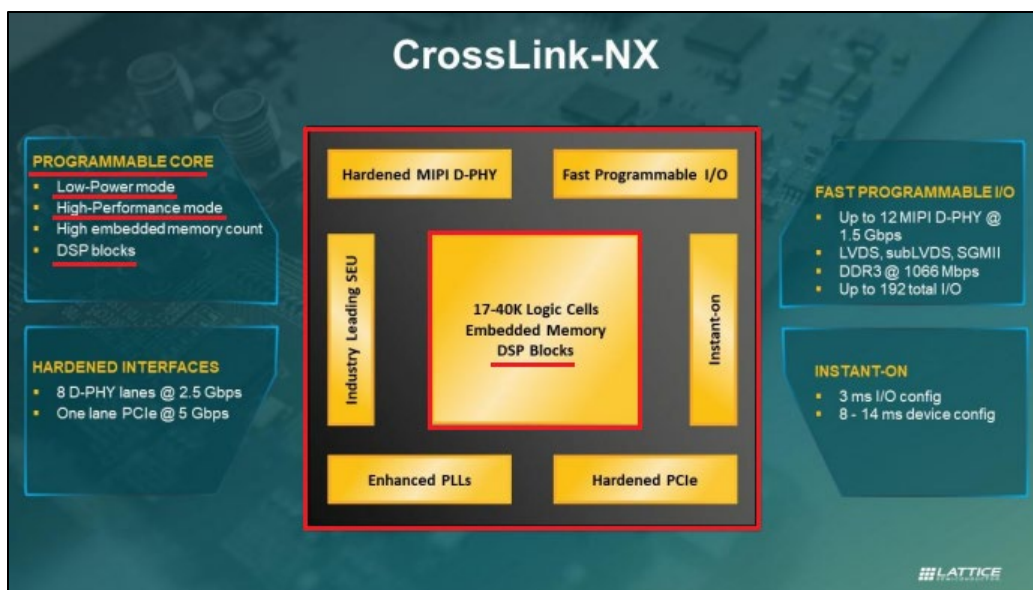 CrossLink-NX
PROGRAMMABLE CORE
Low-Power mode
High-Performance mode
High embedded memory count
DSP blocks
HARDENED INTERFACES
8 D-PHY lanes @ 2.5 Gbps
One lane PCIe @ 5 Gbps
Hardened MIPI D-PHY
Fast Programmable I/O
Industry Leading SEU
17-40K Logic Cells
Embedded Memory
DSP Blocks
Instant-on
Enhanced PLLs
Hardened PCIe
FAST PROGRAMMABLE I/O
Up to 12 MIPI D-PHY @
1.5 Gbps
LVDS, subLVDS, SGMII
DDR3 @ 1066 Mbps
Up to 192 total I/O
INSTANT-ON
3 ms I/O config
8 - 14 ms device config
LATTICE
SEMICONDUCTOR